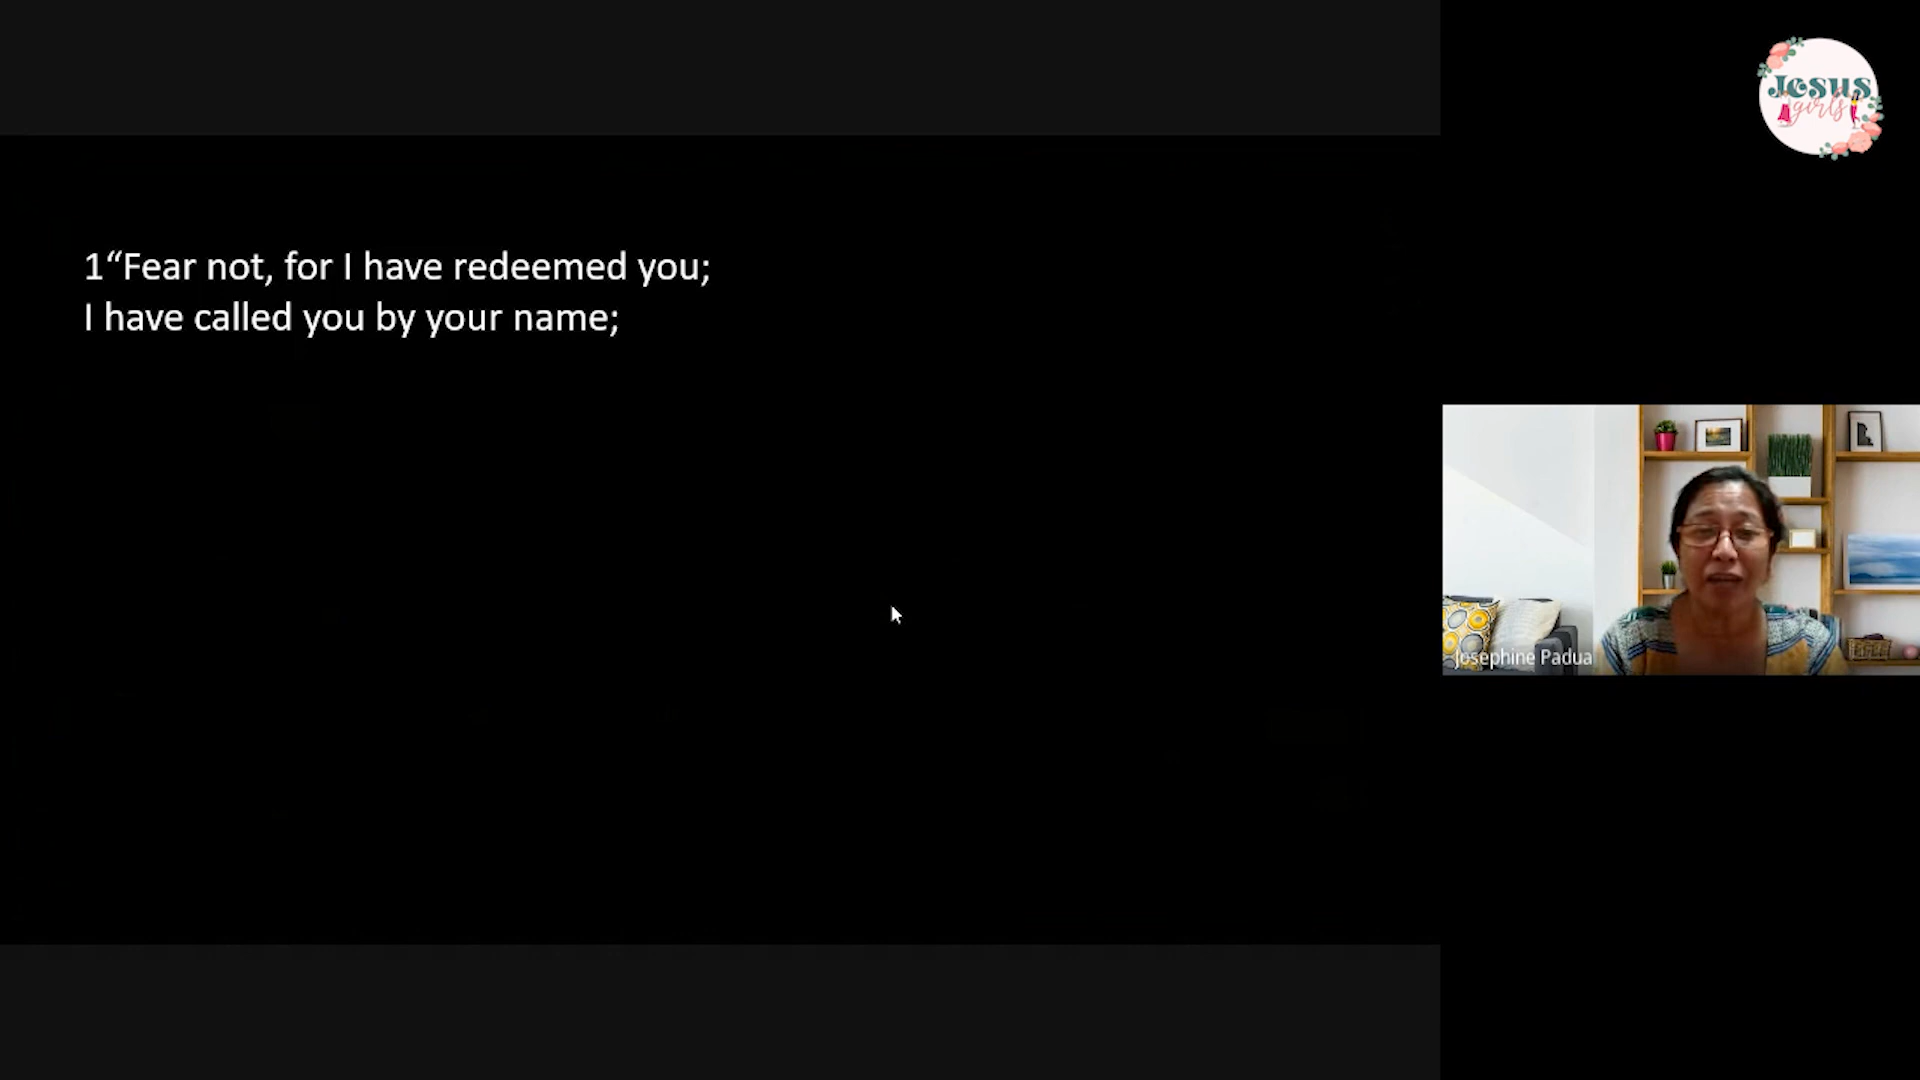 Jesus
girls
1“Fear not, for I have redeemed you;
I have called you by your name;
Josephine Padua